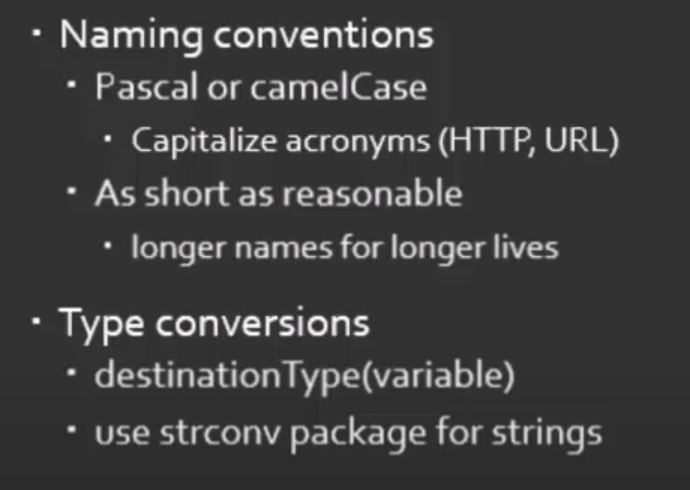 · Naming conventions
· Pascal or camelCase
· Capitalize acronyms (HTTP, URL)
· As short as reasonable
· longer names for longer lives
· Type conversions
· destinationType(variable)
· use strconv package for strings